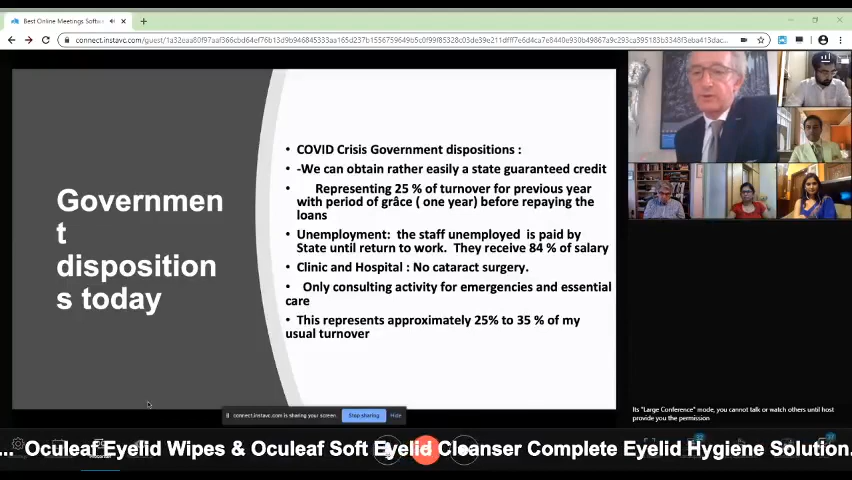 Best Online Meetings Softw
connect.instavc.com/guest/
Governmen
t
disposition
s today
• COVID Crisis Government dispositions :
• -We can obtain rather easily a state guaranteed credit
• Representing 25 % of turnover for previous year
with period of grâce ( one year) before repaying the
loans
• Unemployment: the staff unemployed is paid by
State until return to work. They receive 84 % of salary
• Clinic and Hospital : No cataract surgery.
• Only consulting activity for emergencies and essential
care
• This represents approximately 25% to 35 % of my
usual turnover
Its "Large Conference" mode, you cannot talk or watch others until host
provide you the permission
connect.instavc.com is sharing your screen.
Stop sharing
Hide
... Oculeaf Eyelid Wipes & Oculeaf Soft Eyelid Cleanser Complete Eyelid Hygiene Solution.